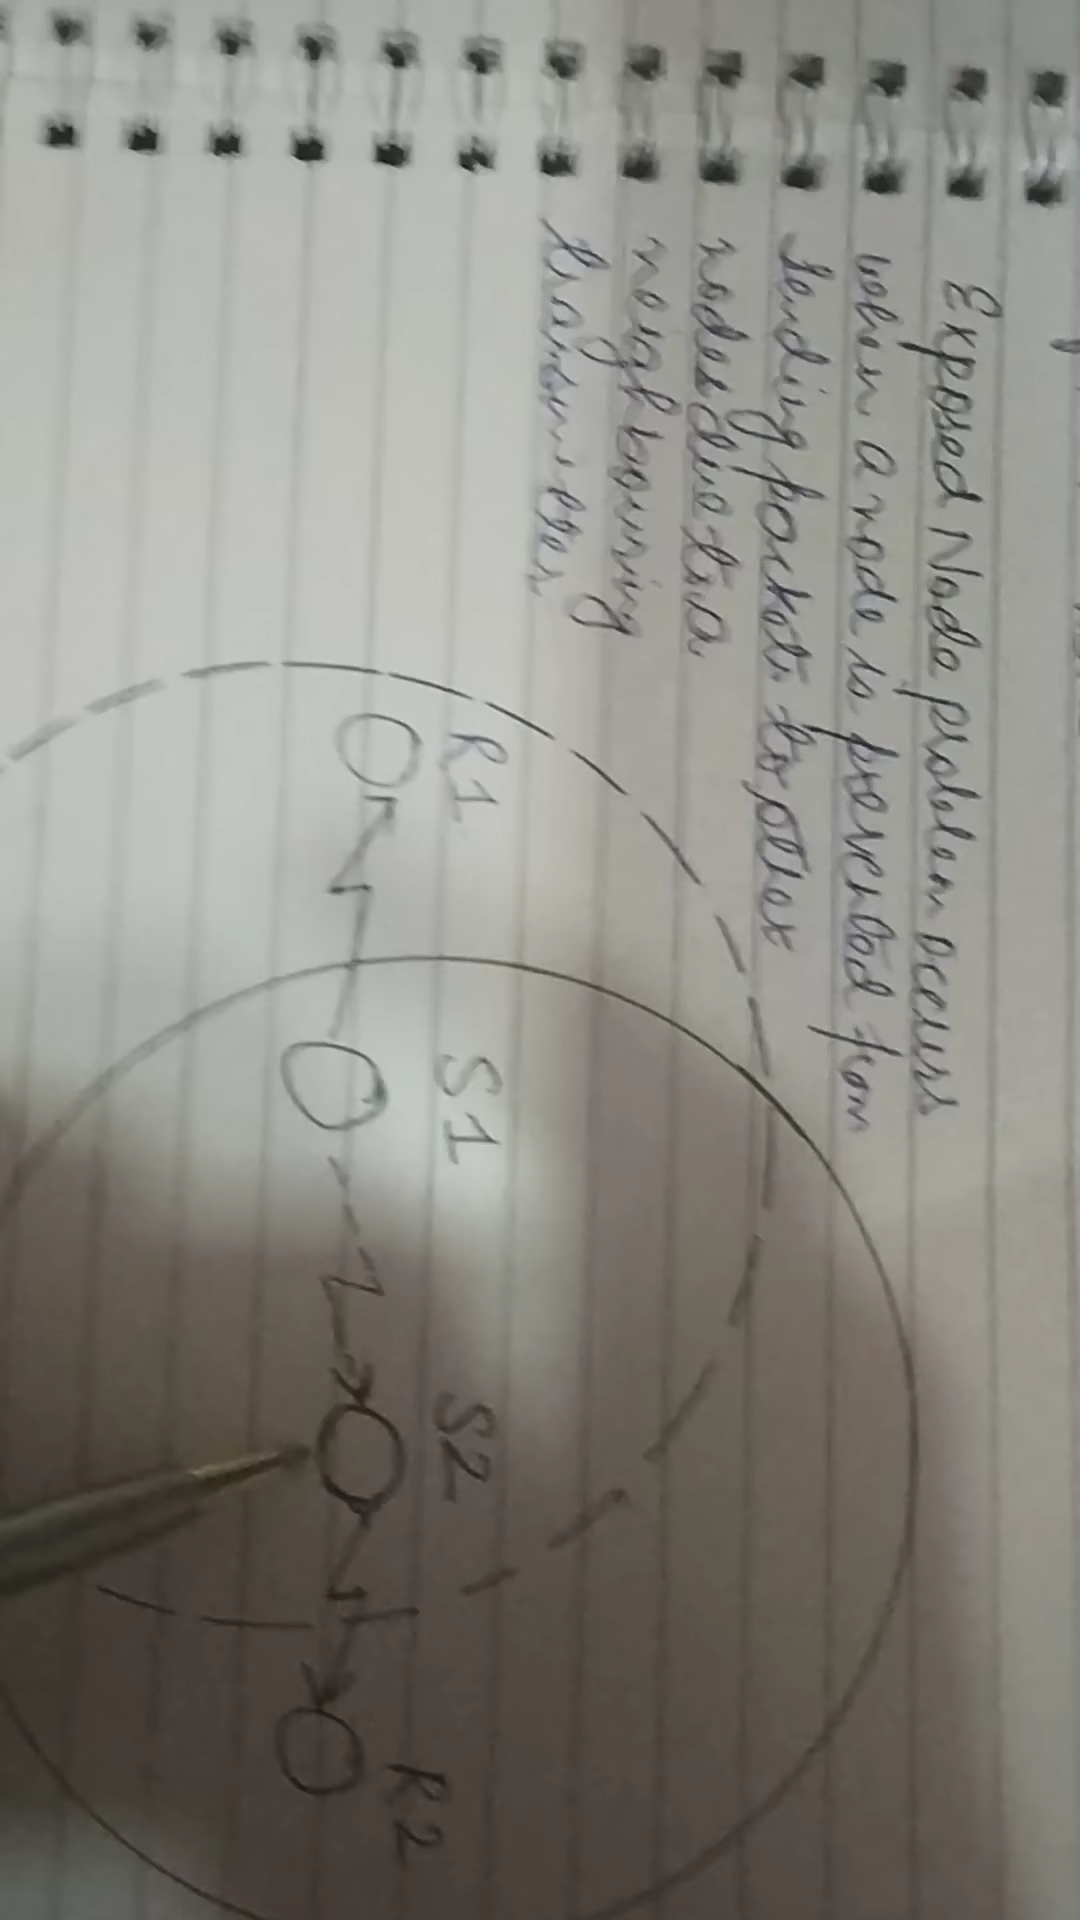 Exposed Node problem occurs
when a node is prevented from
sending packets to other
nodes due to a
neighbouring
transmitter.
R1
S1
S2
R2